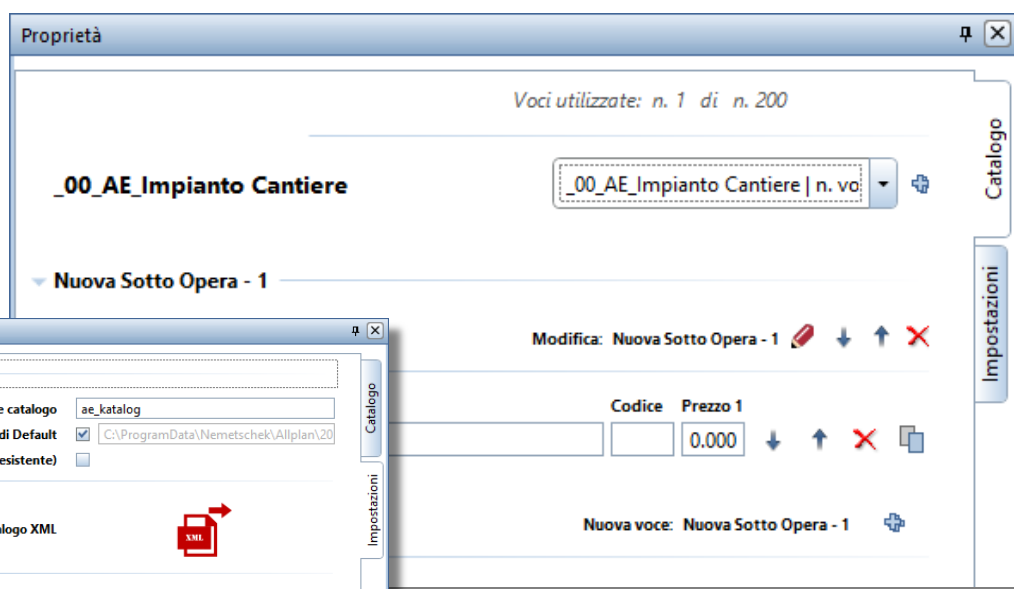 Proprietà
Voci utilizzate: n. 1 di n. 200
_00_AE_Impianto Cantiere
_00_AE_Impianto Cantiere | n. vo
Nuova Sotto Opera - 1
Modifica: Nuova Sotto Opera - 1
Codice Prezzo 1
0.000
Nuova voce: Nuova Sotto Opera - 1
Catalogo
Impostazioni
e catalogo ae_katalog
di Default C:\ProgramData\Nemetschek\Allplan\20
esistente)
alogo XML
XML
Catalogo
Impostazioni